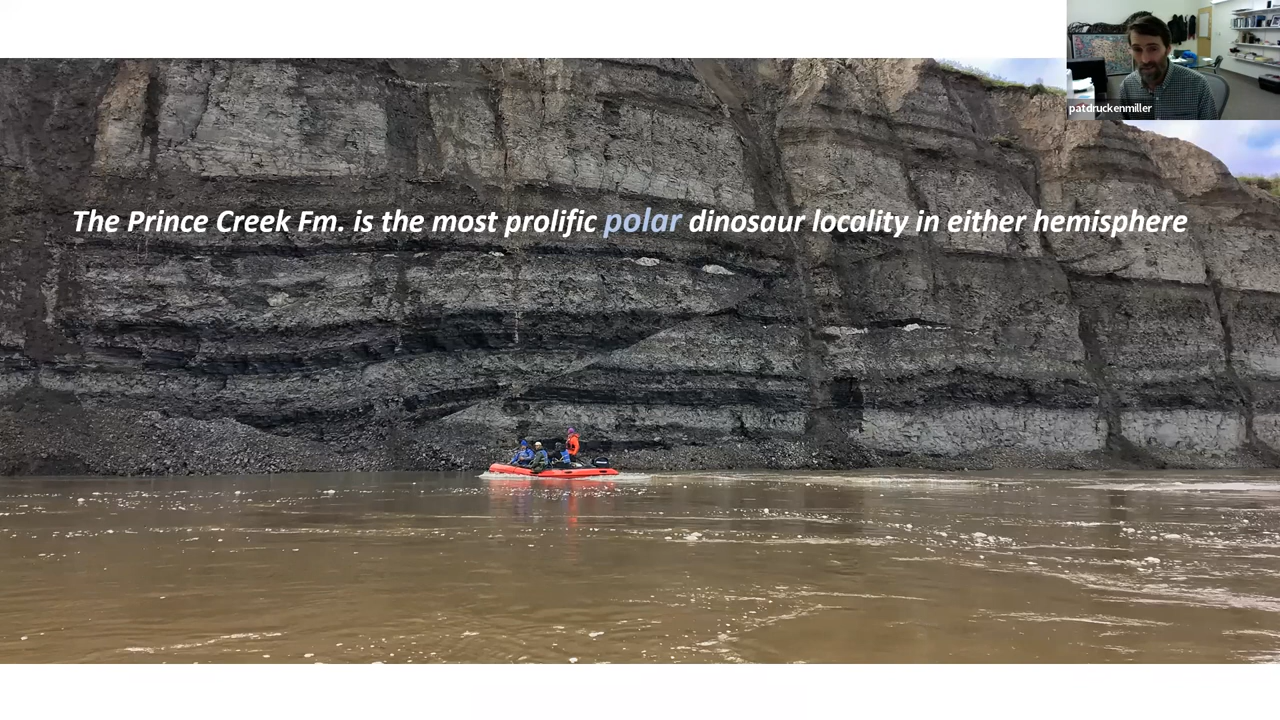 patdruckenmiller
The Prince Creek Fm. is the most prolific polar dinosaur locality in either hemisphere